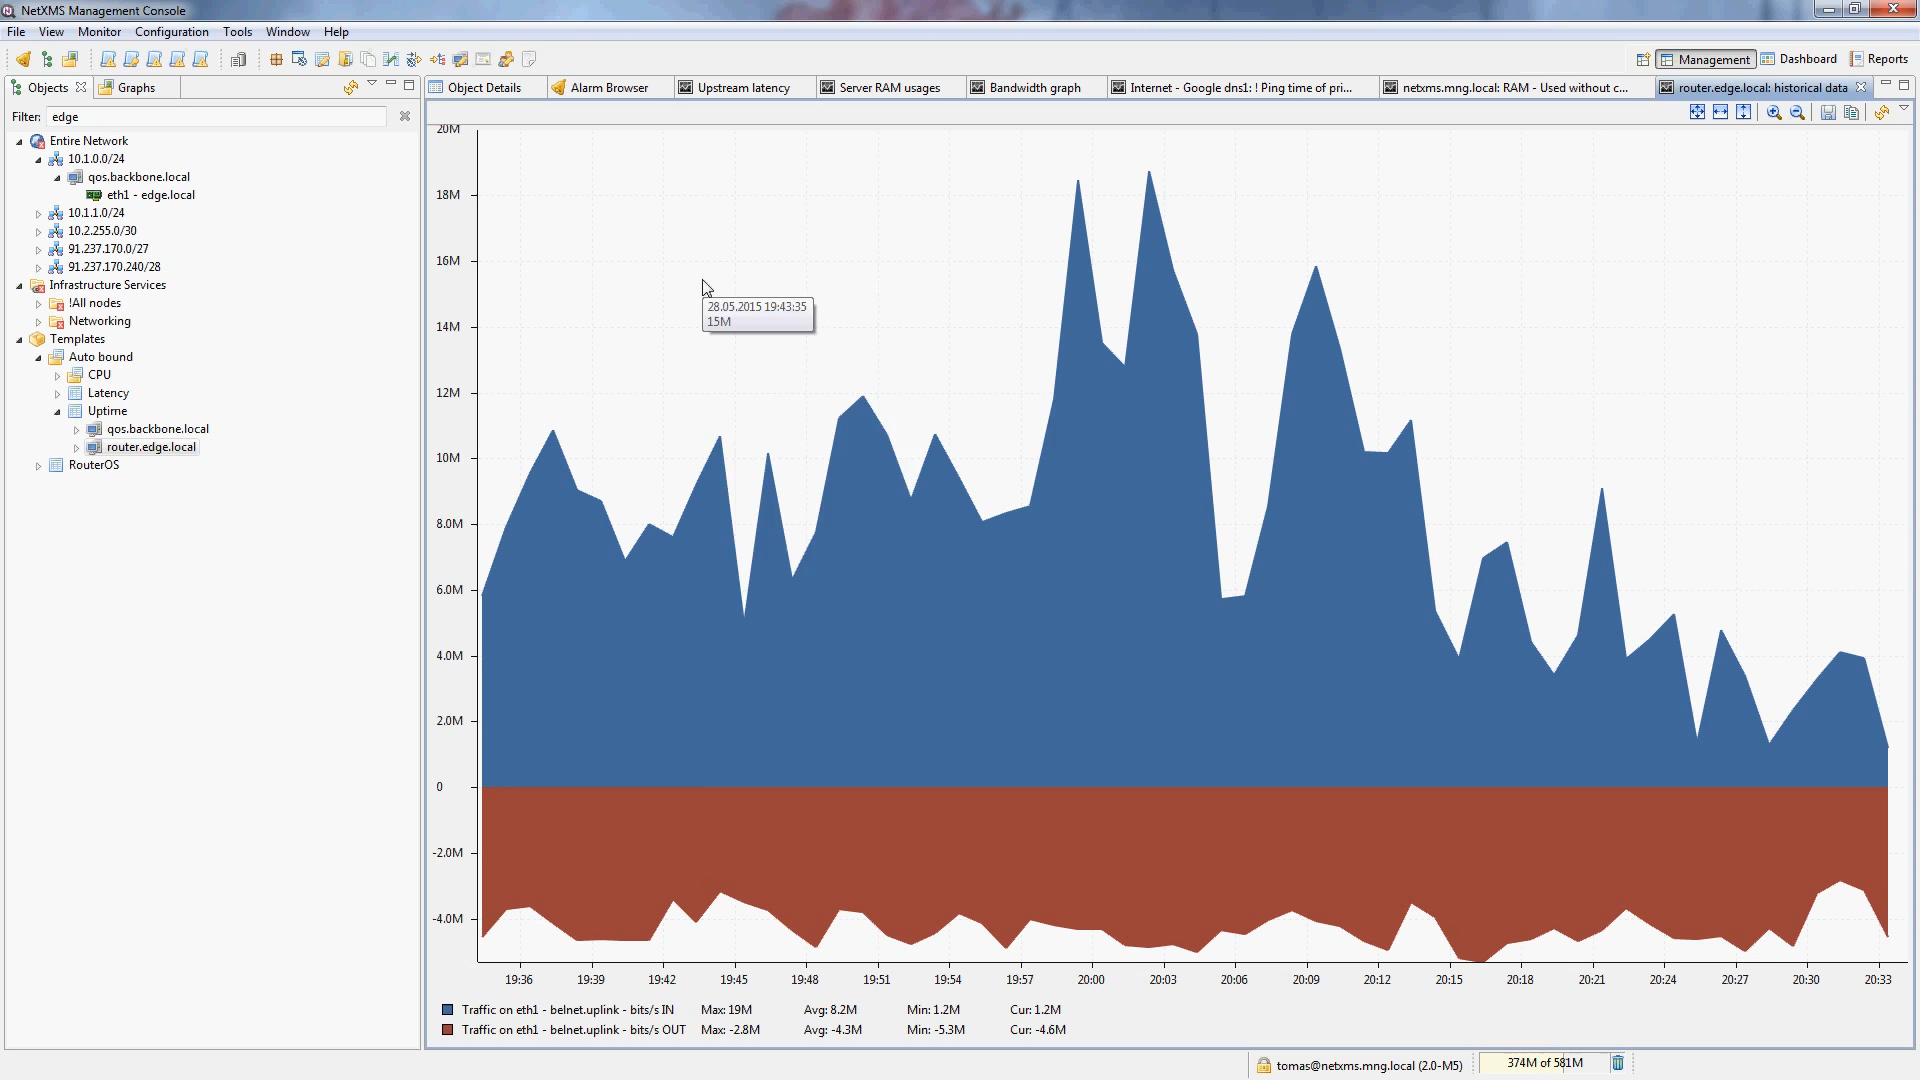 NetXMS Management Console
File View Monitor Configuration Tools Window Help
Management Dashboard Reports
Objects Graphs
Object Details Alarm Browser Upstream latency Server RAM usages Bandwidth graph Internet - Google dns1: ! Ping time of pri... netxms.mng.local: RAM - Used without c... router.edge.local: historical data
Filter: edge
Entire Network
10.1.0.0/24
qos.backbone.local
eth1 - edge.local
10.1.1.0/24
10.2.255.0/30
91.237.170.0/27
91.237.170.240/28
Infrastructure Services
!All nodes
Networking
Templates
Auto bound
CPU
Latency
Uptime
qos.backbone.local
router.edge.local
RouterOS
20M
18M
16M
14M
12M
10M
8.0M
6.0M
4.0M
2.0M
0
-2.0M
-4.0M
28.05.2015 19:43:35
15M
19:36 19:39 19:42 19:45 19:48 19:51 19:54 19:57 20:00 20:03 20:06 20:09 20:12 20:15 20:18 20:21 20:24 20:27 20:30 20:33
Traffic on eth1 - belnet.uplink - bits/s IN Max: 19M Avg: 8.2M Min: 1.2M Cur: 1.2M
Traffic on eth1 - belnet.uplink - bits/s OUT Max: -2.8M Avg: -4.3M Min: -5.3M Cur: -4.6M
tomas@netxms.mng.local (2.0-M5) 374M of 581M